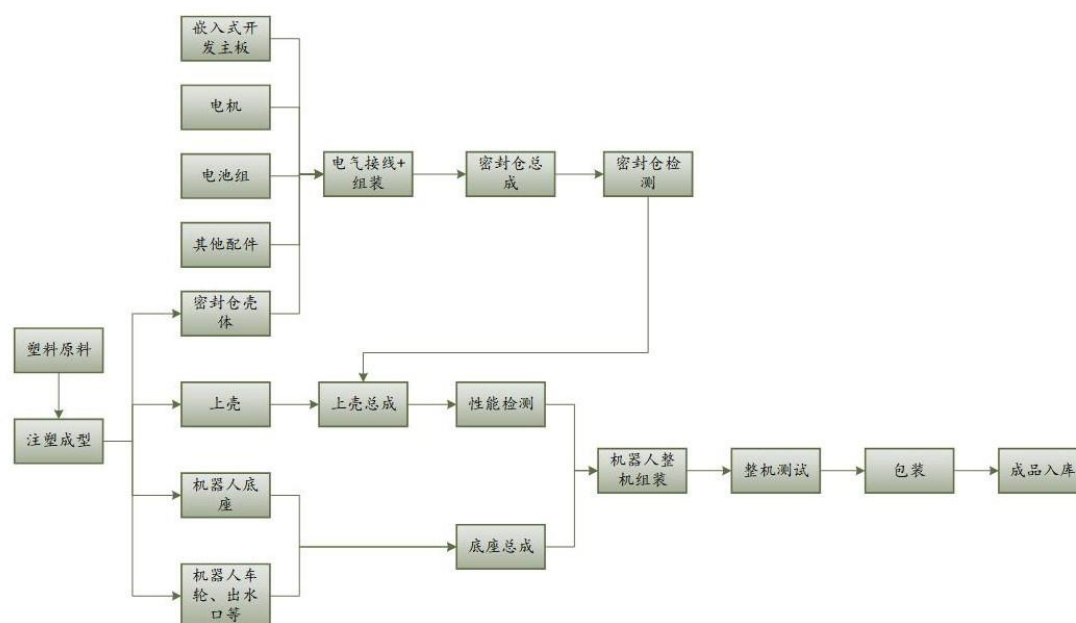 嵌入式开
发主板
电机
电池组
其他配件
密封仓壳
体
电气接线+
组装
密封仓总
成
密封仓检
测
塑料原料
注塑成型
上壳
上壳总成
性能检测
机器人底
座
机器人车
轮、出水
口等
底座总成
机器人整
机组装
整机测试
包装
成品入库